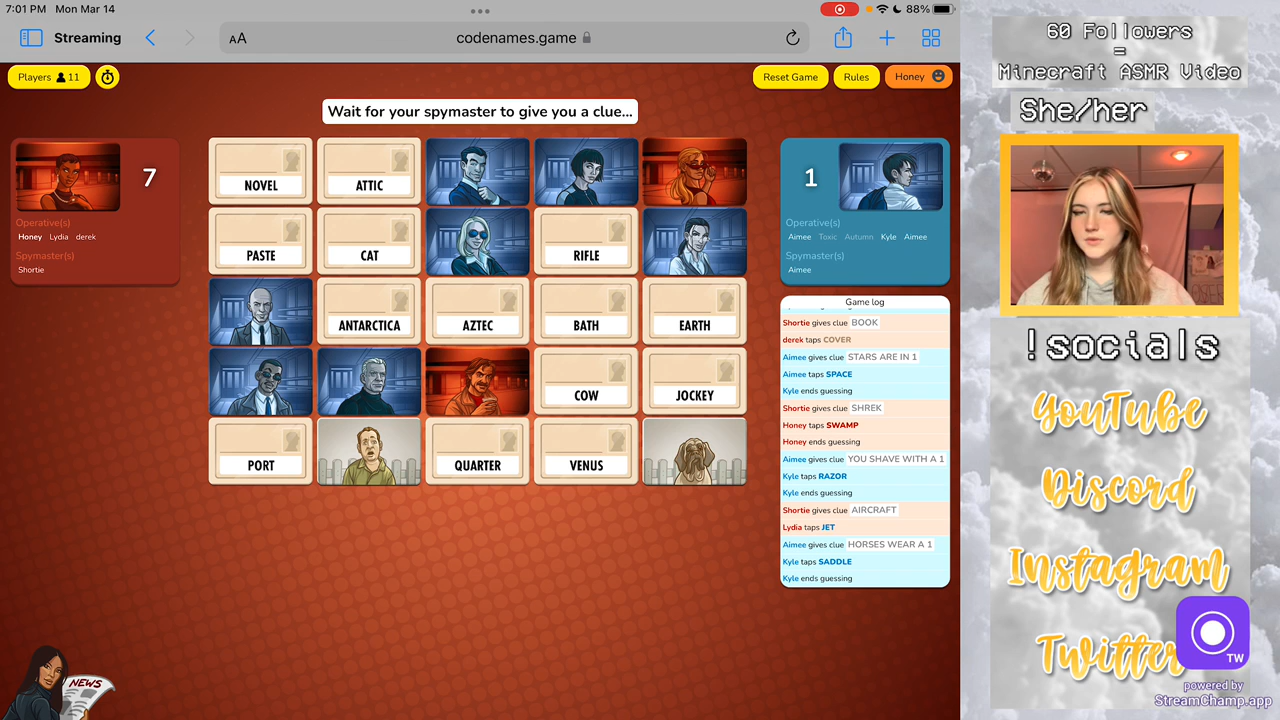 7:01 PM Mon Mar 14
88%
Streaming
AA
codenames.game
Players 11
Reset Game
Rules
Honey
Wait for your spymaster to give you a clue...
7
Operative(s)
Honey Lydia derek
Spymaster(s)
Shortie
NOVEL
ATTIC
PASTE
CAT
RIFLE
ANTARCTICA
AZTEC
BATH
EARTH
COW
JOCKEY
PORT
QUARTER
VENUS
NEWS
1
Operative(s)
Aimee Toxic Autumn Kyle Aimee
Spymaster(s)
Aimee
Game log
Shortie gives clue BOOK
derek taps COVER
Aimee gives clue STARS ARE IN 1
Aimee taps SPACE
Kyle ends guessing
Shortie gives clue SHREK
Honey taps SWAMP
Honey ends guessing
Aimee gives clue YOU SHAVE WITH A 1
Kyle taps RAZOR
Kyle ends guessing
Shortie gives clue AIRCRAFT
Lydia taps JET
Aimee gives clue HORSES WEAR A 1
Kyle taps SADDLE
Kyle ends guessing
60 Followers
=
Minecraft ASMR Video
She/her
!socials
YouTube
Discord
Instagram
Twitter
TW
powered by
StreamChamp.app